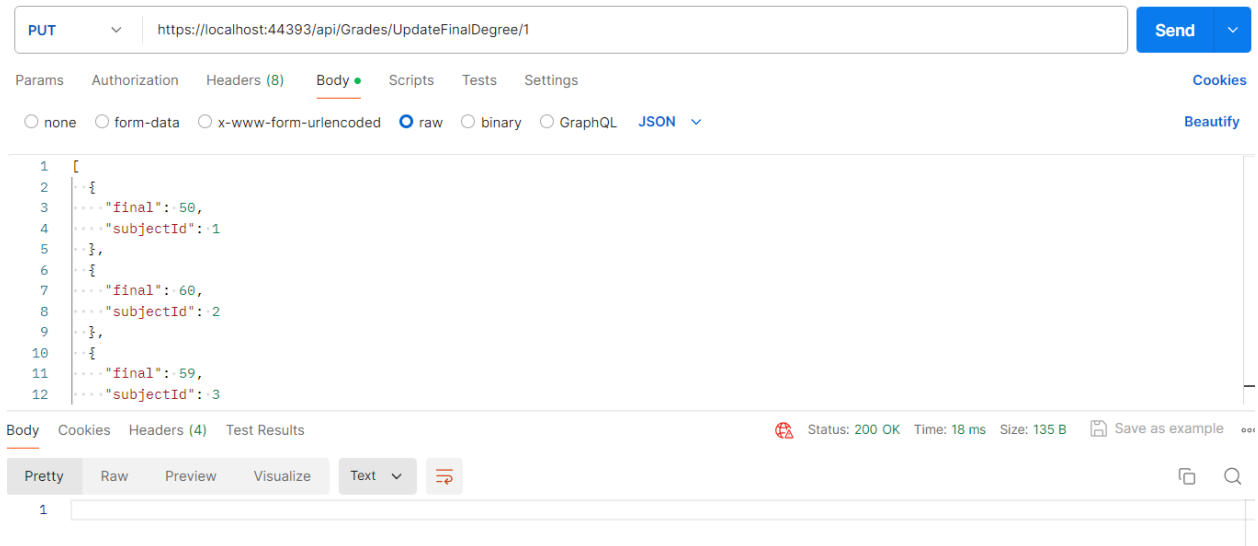 PUT https://localhost:44393/api/Grades/UpdateFinalDegree/1 Send
Params Authorization Headers (8) Body Scripts Tests Settings Cookies
none form-data x-www-form-urlencoded raw binary GraphQL JSON Beautify
1 [
2 {
3 "final": 50,
4 "subjectId": 1
5 },
6 {
7 "final": 60,
8 "subjectId": 2
9 },
10 {
11 "final": 59,
12 "subjectId": 3
Body Cookies Headers (4) Test Results Status: 200 OK Time: 18 ms Size: 135 B Save as example
Pretty Raw Preview Visualize Text
1